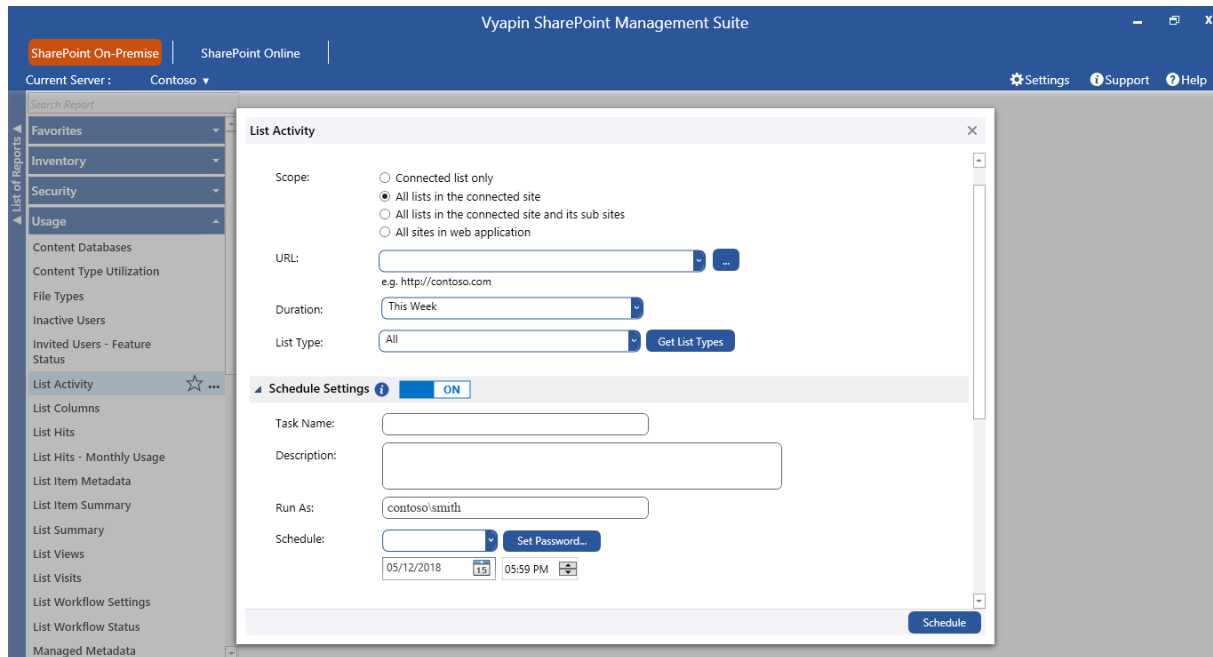 Vyapin SharePoint Management Suite
SharePoint On-Premise
SharePoint Online
Current Server : Contoso
Settings
Support
Help
List of Reports
Search Report
Favorites
Inventory
Security
Usage
Content Databases
Content Type Utilization
File Types
Inactive Users
Invited Users - Feature
Status
List Activity
List Columns
List Hits
List Hits - Monthly Usage
List Item Metadata
List Item Summary
List Summary
List Views
List Visits
List Workflow Settings
List Workflow Status
Managed Metadata
List Activity
Scope:
Connected list only
All lists in the connected site
All lists in the connected site and its sub sites
All sites in web application
URL:
...
e.g. http://contoso.com
Duration:
This Week
List Type:
All
Get List Types
Schedule Settings
ON
Task Name:
Description:
Run As:
contoso\smith
Schedule:
Set Password...
05/12/2018
15
05:59 PM
Schedule